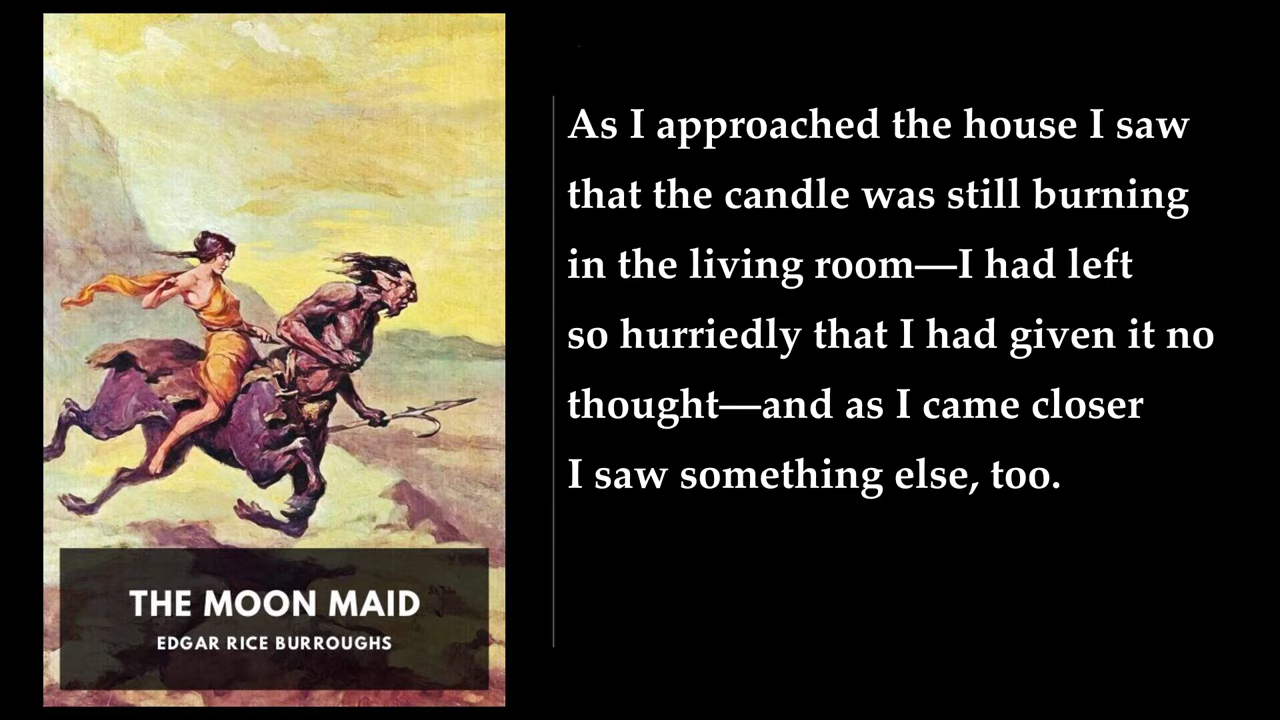 THE MOON MAID
EDGAR RICE BURROUGHS
As I approached the house I saw
that the candle was still burning
in the living room—I had left
so hurriedly that I had given it no
thought—and as I came closer
I saw something else, too.